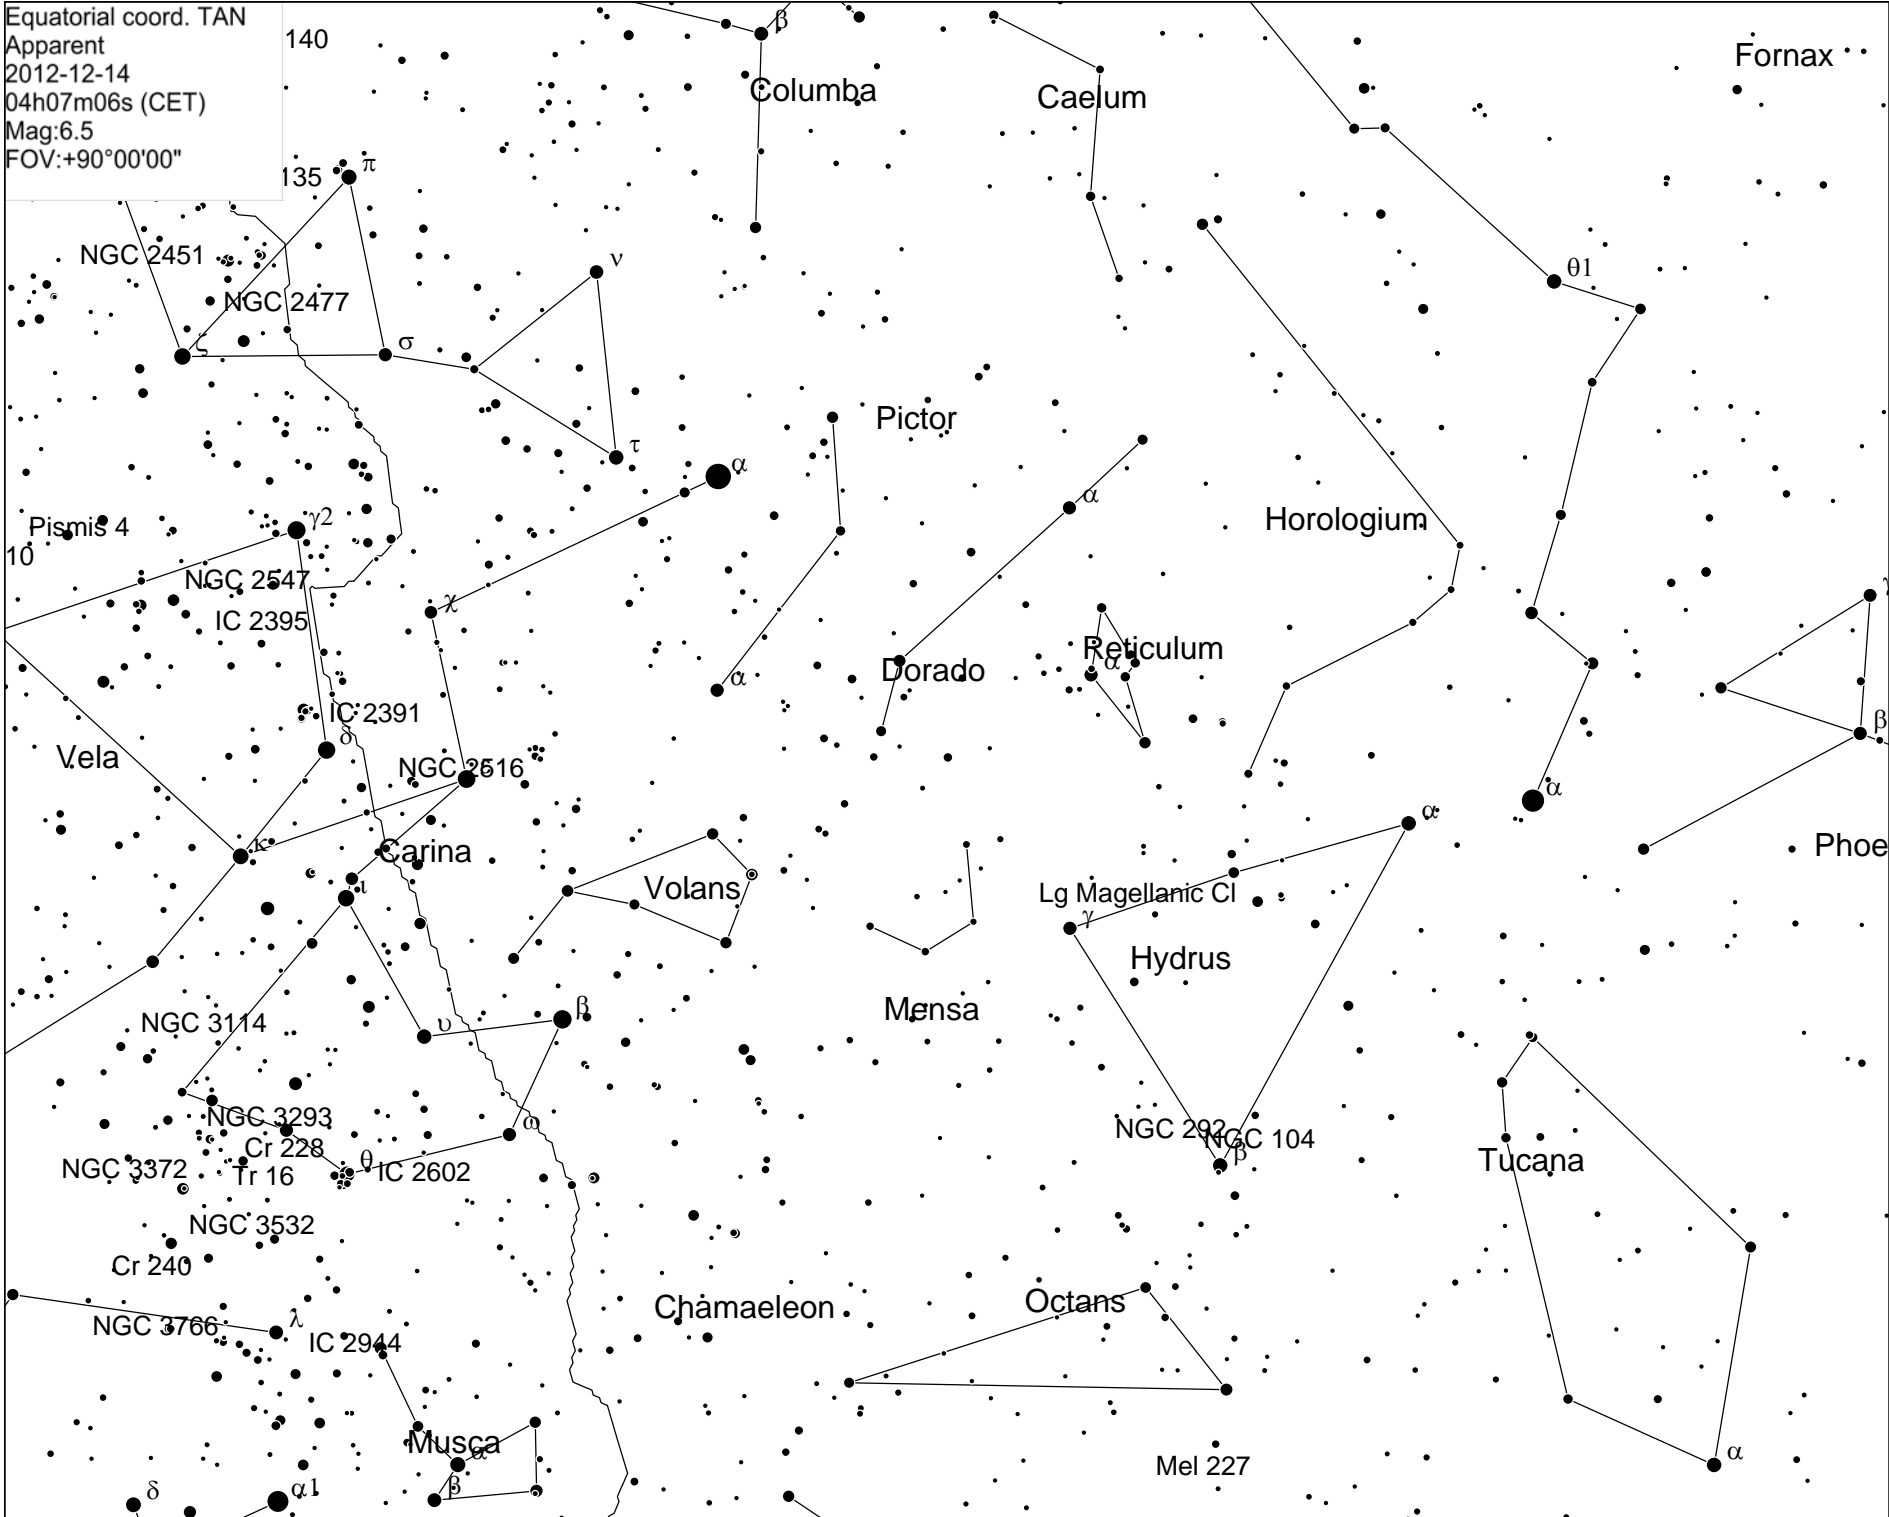 Equatorial coord. TAN
Apparent
2012-12-14
04h07m06s (CET)
Mag:6.5
FOV:+90°00'00"
140
β
Columba
Caelum
Fornax
135
π
NGC 2451
ν
θ1
NGC 2477
ζ
σ
Pictor
τ
α
α
γ2
Pismis 4
Horologium
10
NGC 2547
χ
γ
IC 2395
Reticulum
α
Dorado
α
IC 2391
β
δ
Vela
NGC 2516
α
α
κ
Carina
Phoe
ι
Volans
Lg Magellanic Cl
γ
Hydrus
β
Mensa
NGC 3114
υ
NGC 3293
ω
NGC 292
NGC 104
Cr 228
β
θ
Tucana
NGC 3372
Tr 16
IC 2602
NGC 3532
Cr 240
Chamaeleon
Octans
λ
NGC 3766
IC 2944
Musca
α
α
Mel 227
β
δ
α1